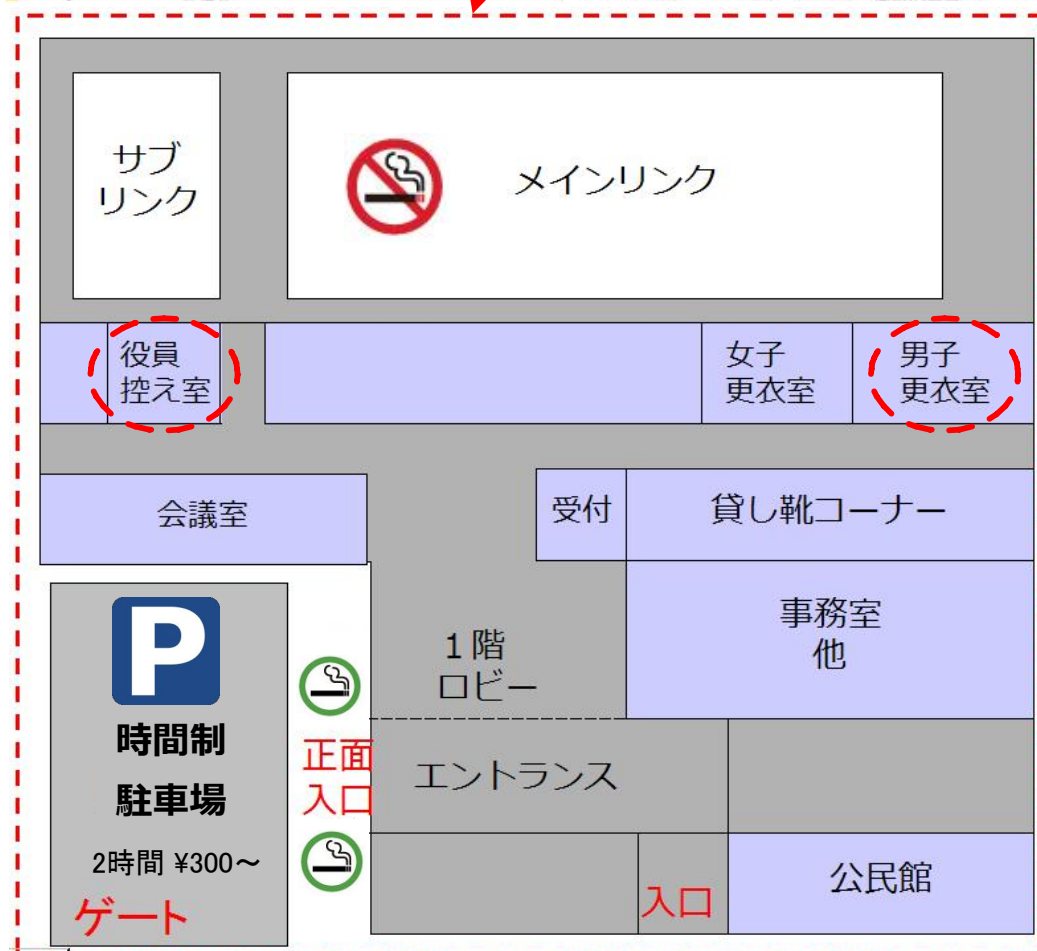 サブ
リンク
メインリンク
役員
控え室
女子
更衣室
男子
更衣室
会議室
受付
貸し靴コーナー
事務室
他
P
時間制
駐車場
2時間 ¥300～
ゲート
1階
ロビー
正面
入口
エントランス
入口
公民館